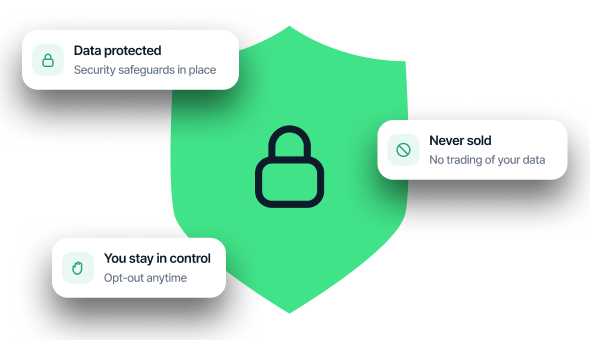 Data protected
Security safeguards in place
Never sold
No trading of your data
You stay in control
Opt-out anytime